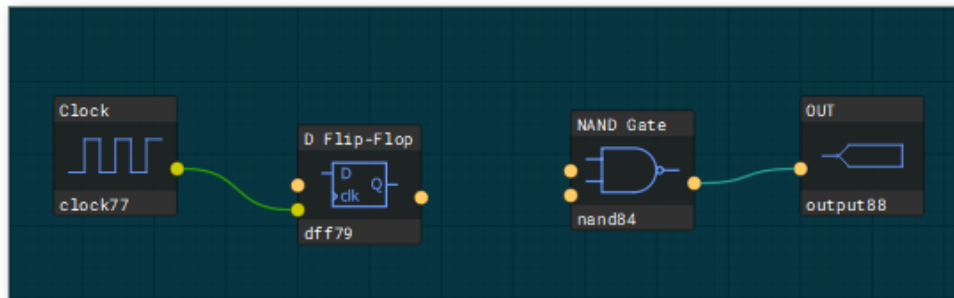 Clock
clock77
D Flip-Flop
D
Q
clk
dff79
NAND Gate
nand84
OUT
output88